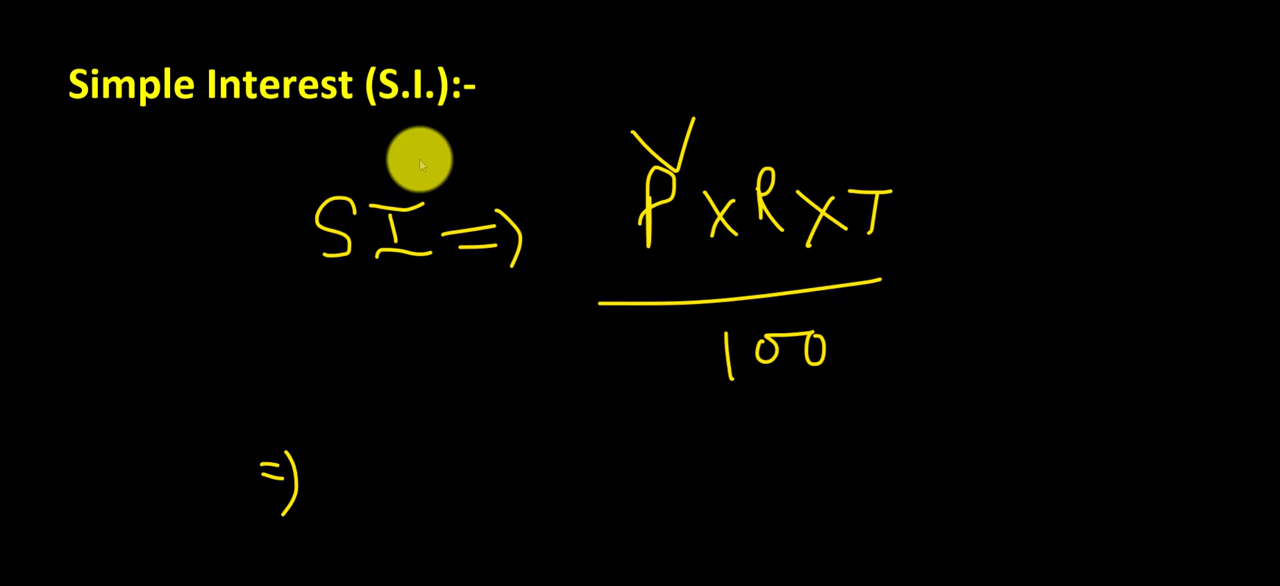 Simple Interest (S.I.):-
SI => P x R x T
100
=>